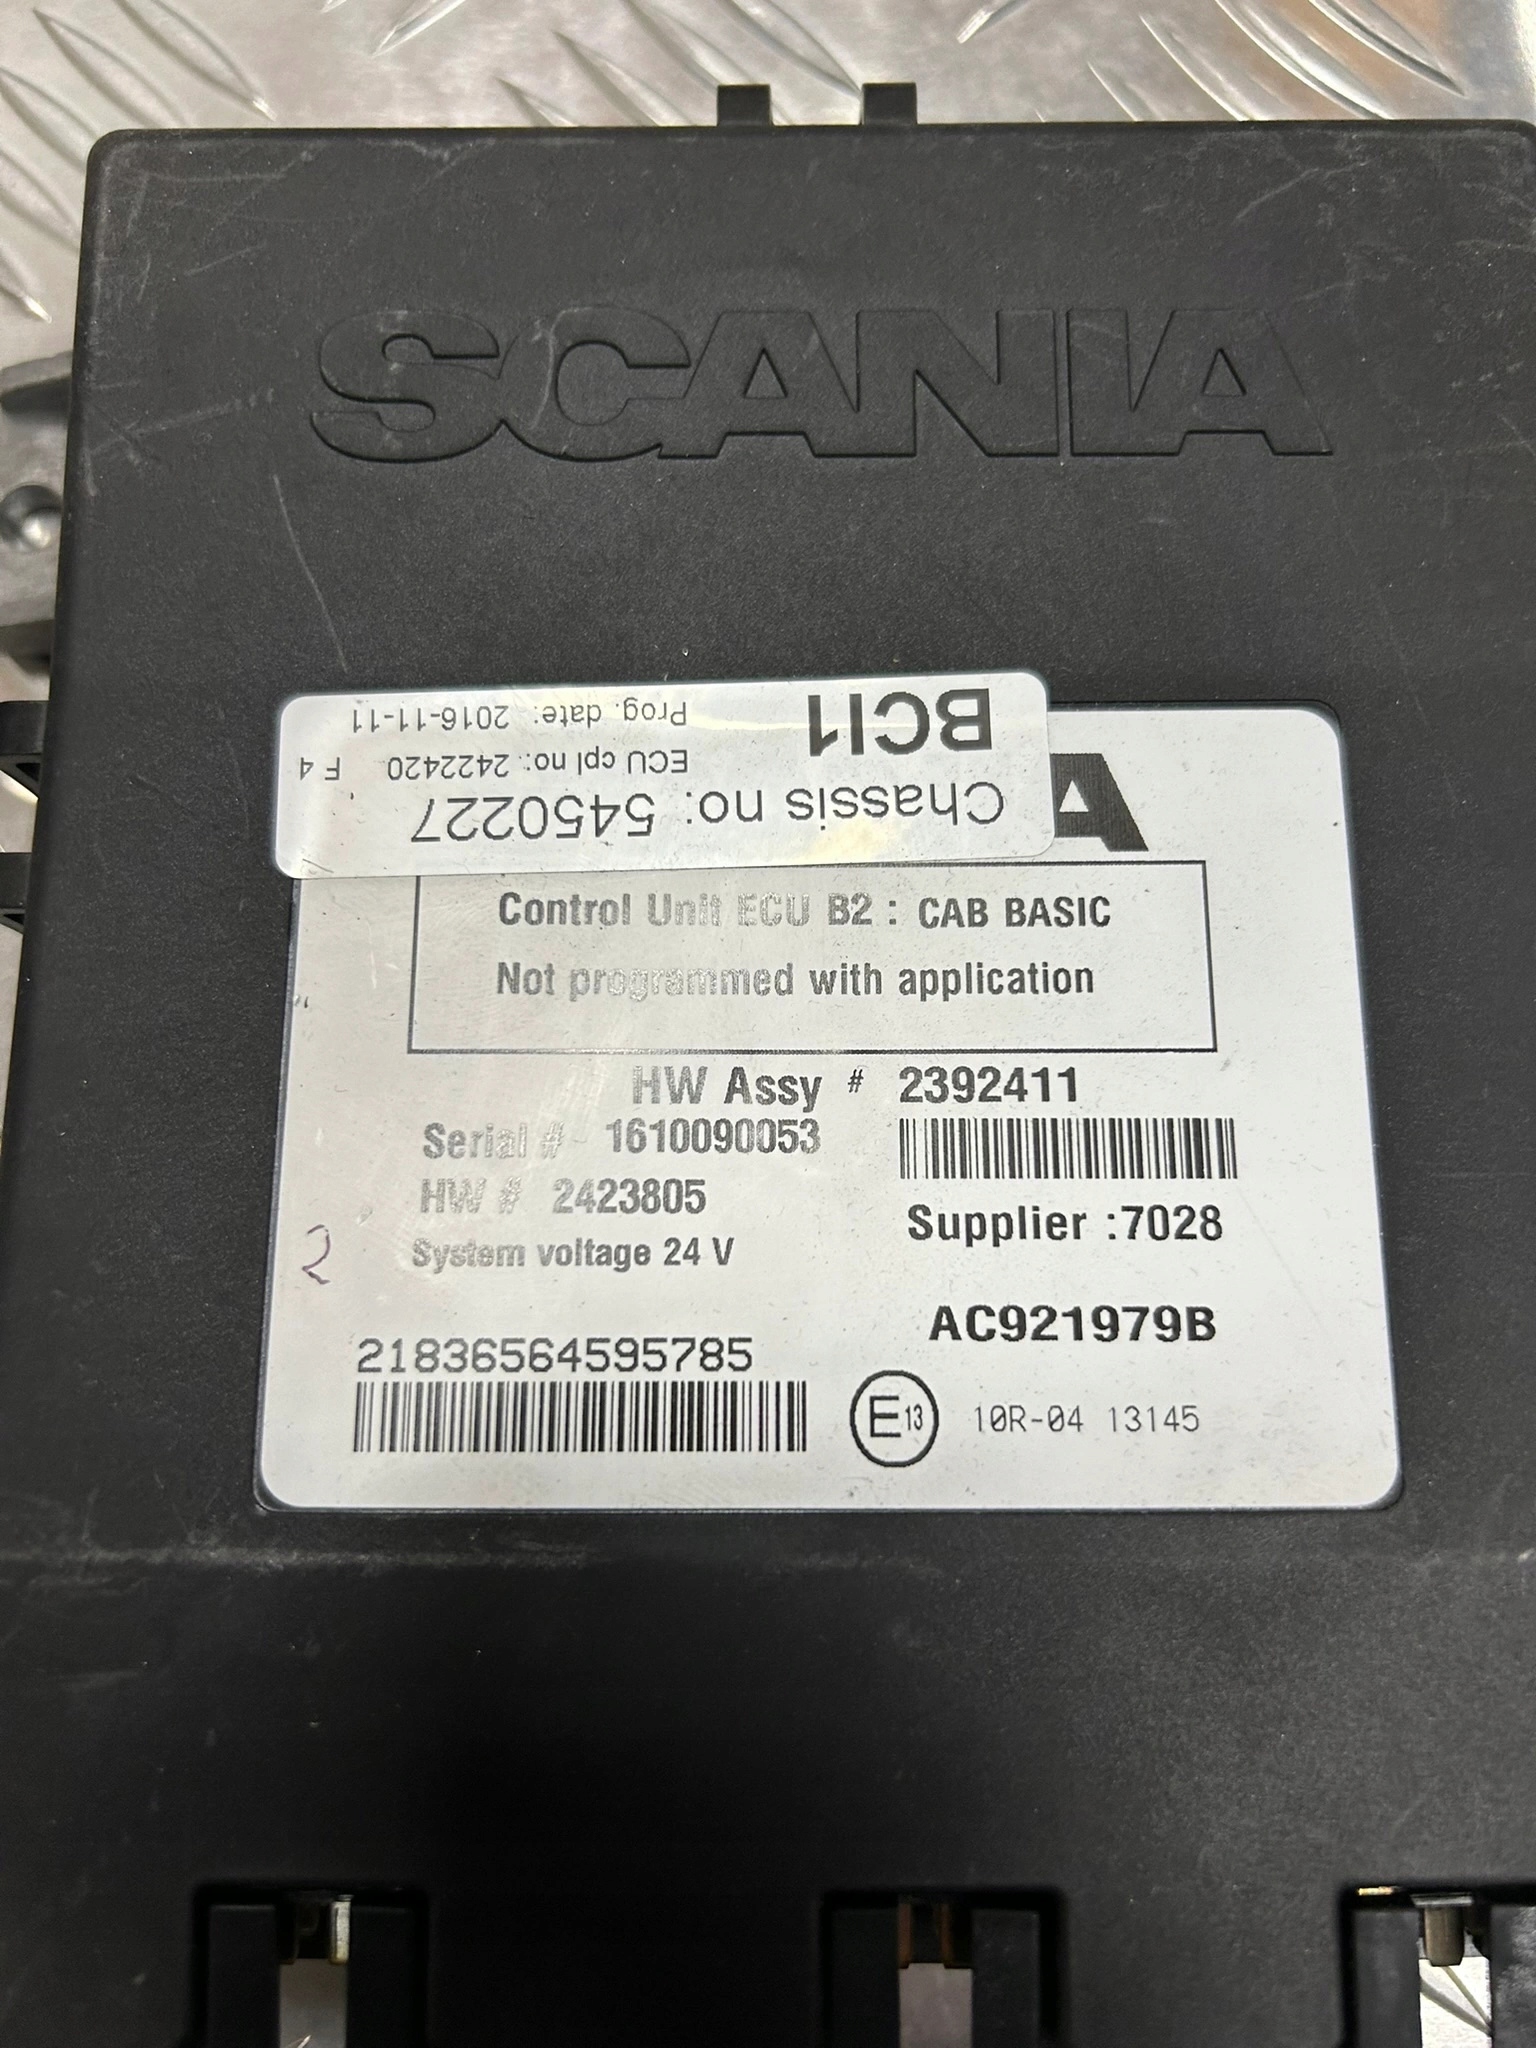 SCANIA
Chassis no: 5450227
ECU cpl no: 2422420 F 4
Prog. date: 2016-11-11
BCI1
A
Control Unit ECU B2 : CAB BASIC
Not programmed with application
HW Assy # 2392411
Serial # 1610090053
HW # 2423805
Supplier :7028
System voltage 24 V
2
AC921979B
21836564595785
E13 10R-04 13145